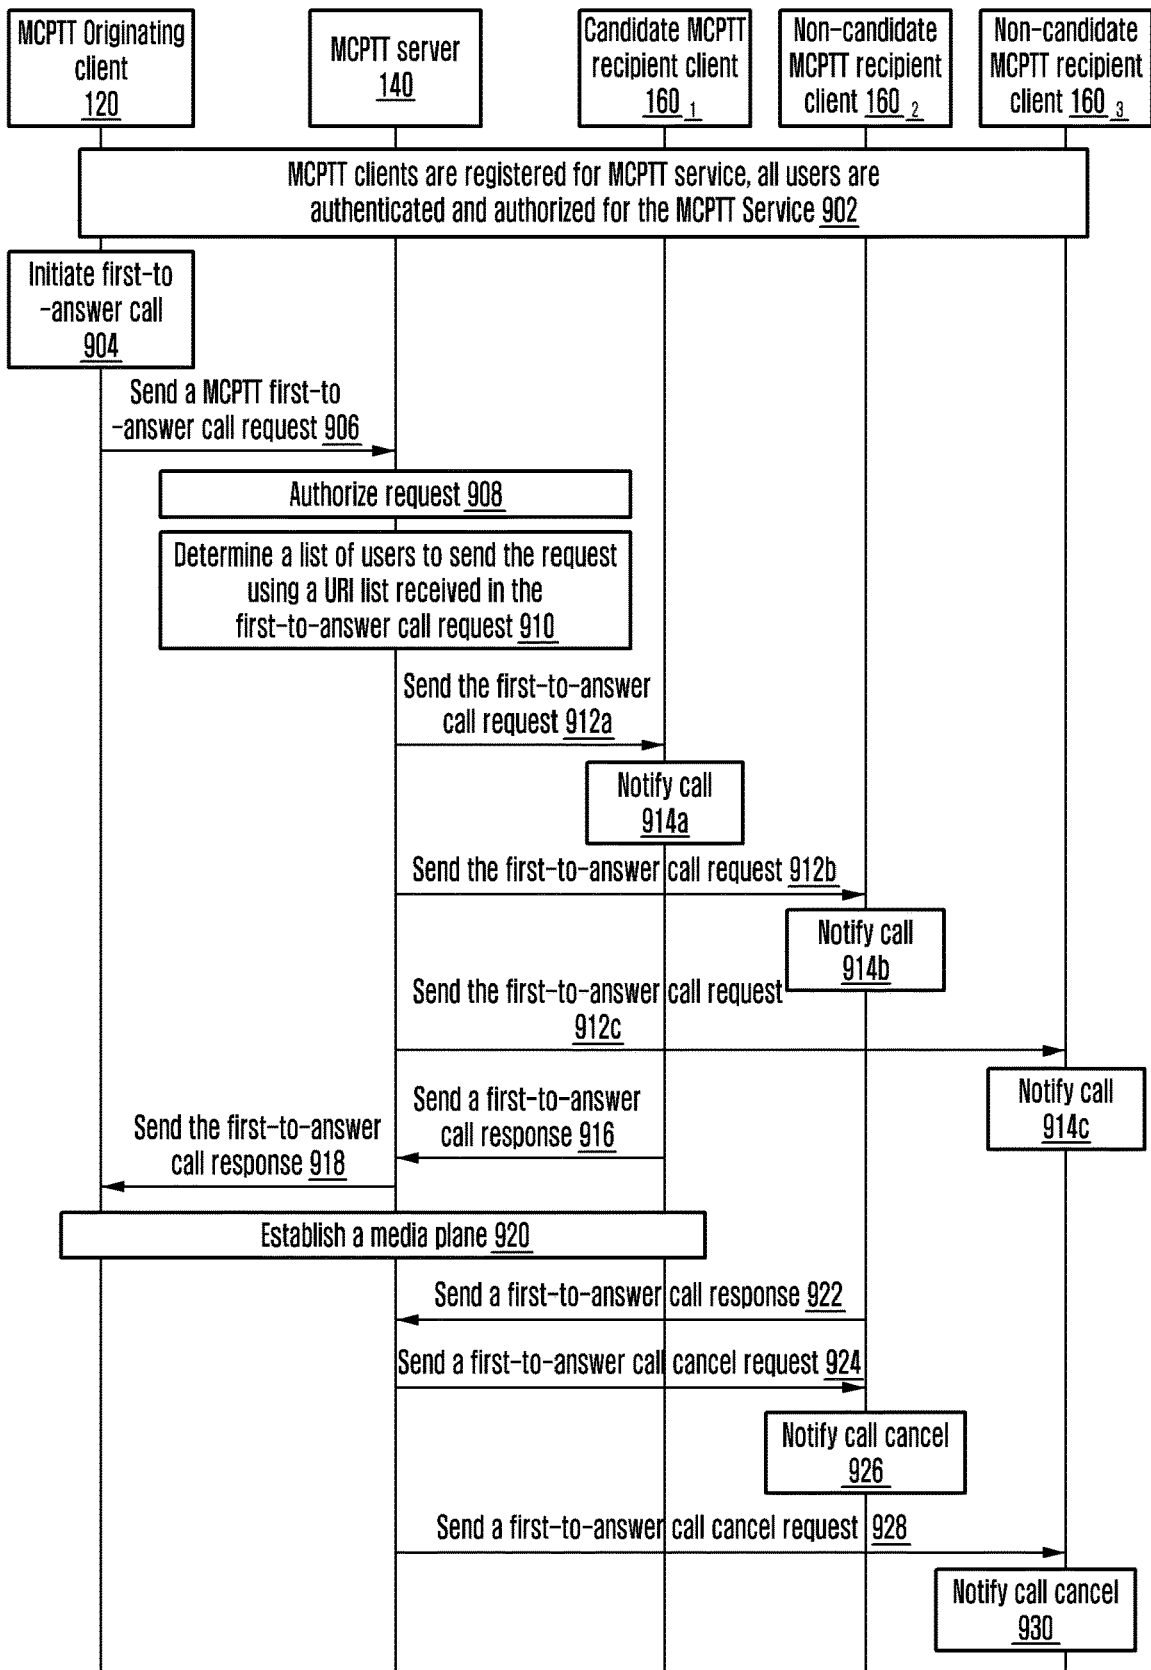 MCPTT Originating
client
120
MCPTT server
140
Candidate MCPTT
recipient client
160 1
Non-candidate
MCPTT recipient
client 160 2
Non-candidate
MCPTT recipient
client 160 3
MCPTT clients are registered for MCPTT service, all users are
authenticated and authorized for the MCPTT Service 902
Initiate first-to
-answer call
904
Send a MCPTT first-to
-answer call request 906
Authorize request 908
Determine a list of users to send the request
using a URI list received in the
first-to-answer call request 910
Send the first-to-answer
call request 912a
Notify call
914a
Send the first-to-answer call request 912b
Notify call
914b
Send the first-to-answer call request
912c
Notify call
914c
Send a first-to-answer
call response 916
Send the first-to-answer
call response 918
Establish a media plane 920
Send a first-to-answer call response 922
Send a first-to-answer call cancel request 924
Notify call cancel
926
Send a first-to-answer call cancel request 928
Notify call cancel
930